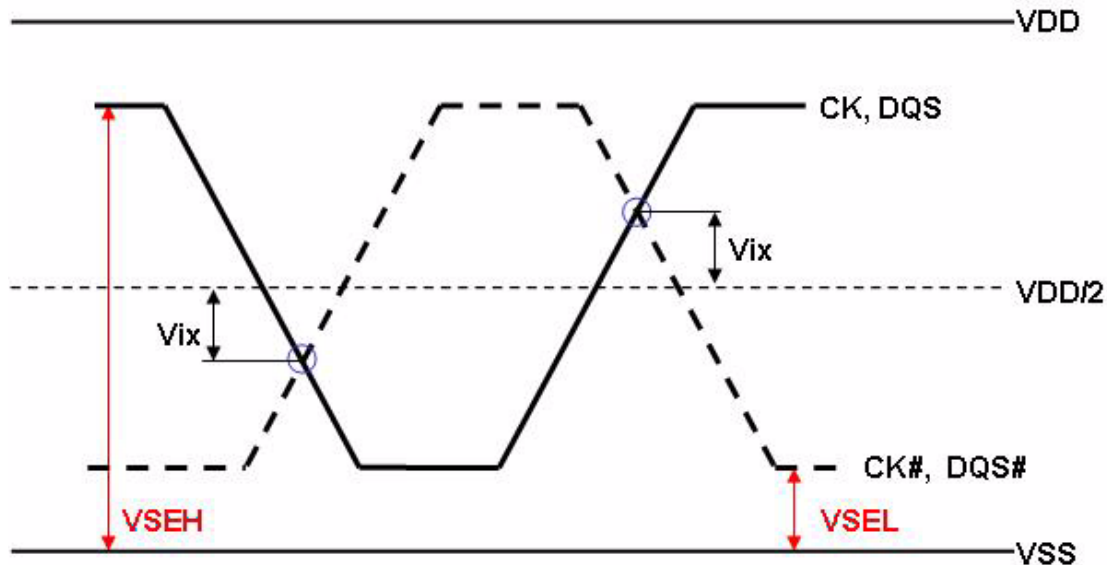 VDD
CK, DQS
Vix
VDD/2
Vix
CK#, DQS#
VSEH
VSEL
VSS